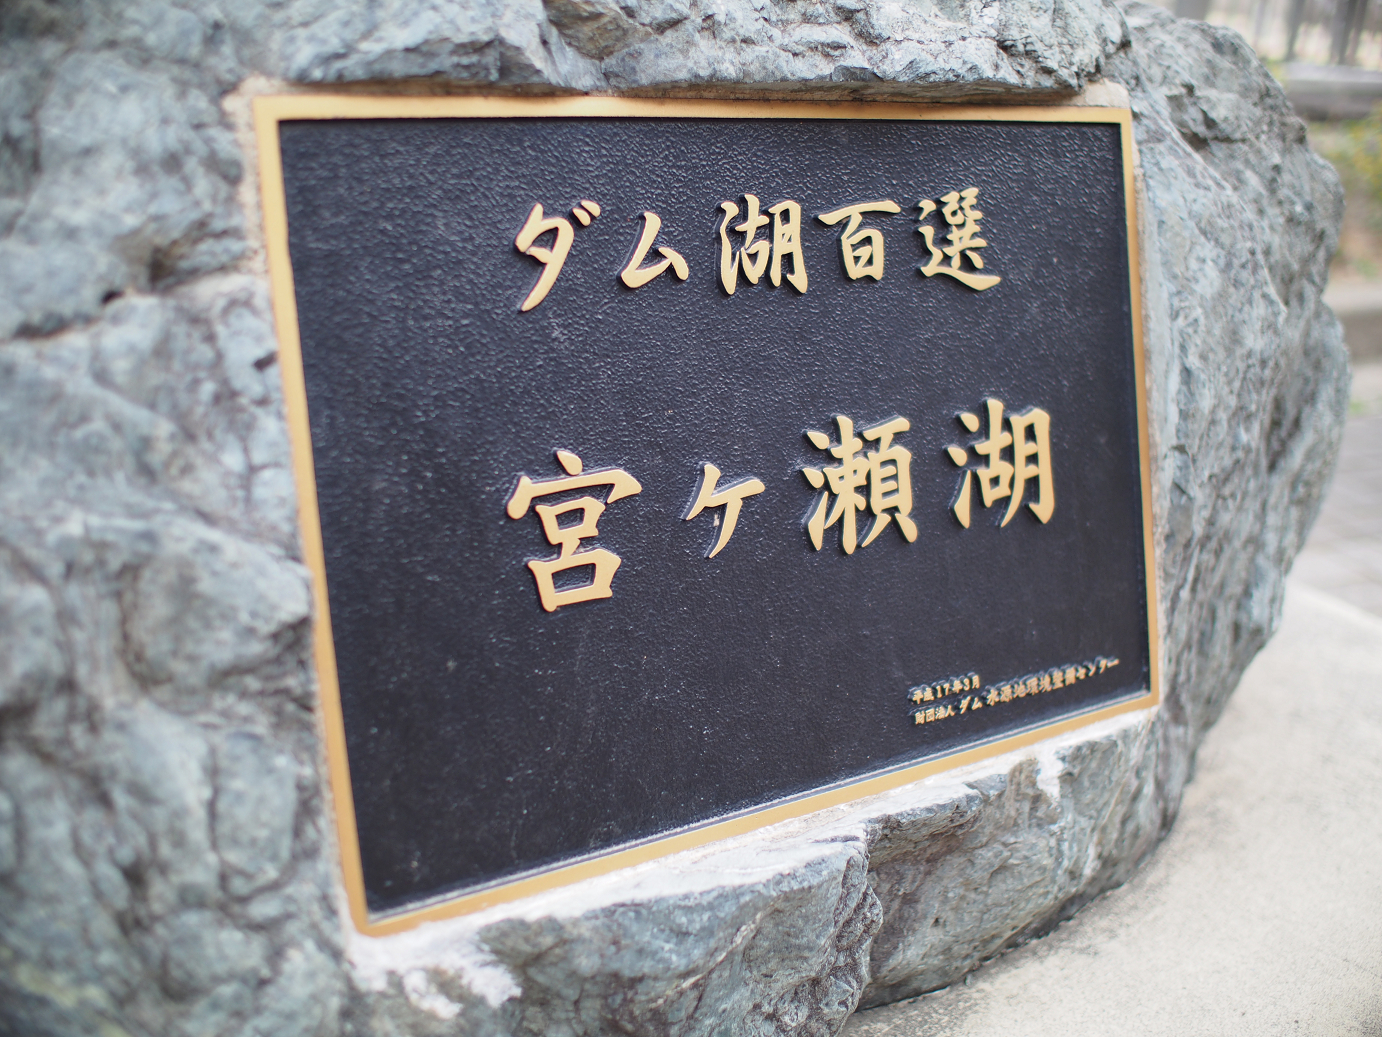 ダム湖百選
宮ヶ瀬湖
平成17年3月
財団法人 ダム水源地環境整備センター